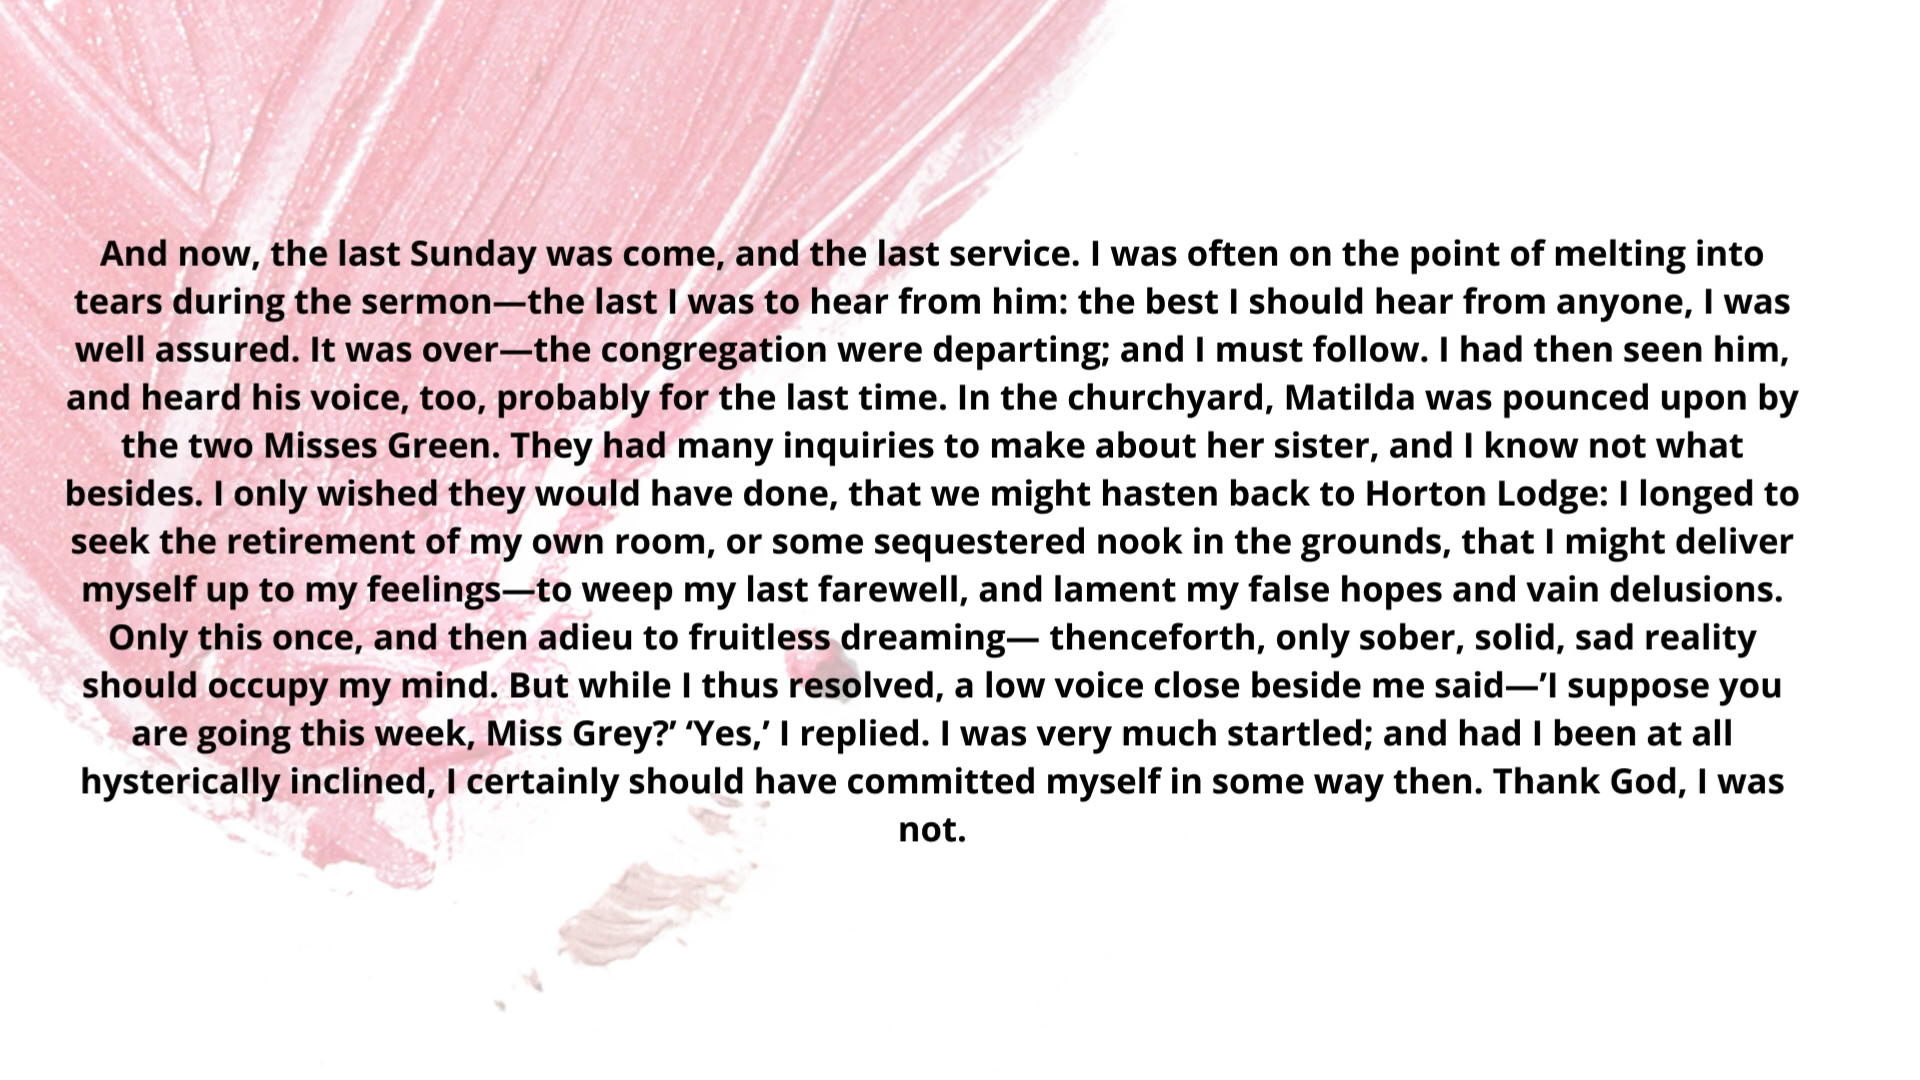 And now, the last Sunday was come, and the last service. I was often on the point of melting into
tears during the sermon—the last I was to hear from him: the best I should hear from anyone, I was
well assured. It was over—the congregation were departing; and I must follow. I had then seen him,
and heard his voice, too, probably for the last time. In the churchyard, Matilda was pounced upon by
the two Misses Green. They had many inquiries to make about her sister, and I know not what
besides. I only wished they would have done, that we might hasten back to Horton Lodge: I longed to
seek the retirement of my own room, or some sequestered nook in the grounds, that I might deliver
myself up to my feelings—to weep my last farewell, and lament my false hopes and vain delusions.
Only this once, and then adieu to fruitless dreaming— thenceforth, only sober, solid, sad reality
should occupy my mind. But while I thus resolved, a low voice close beside me said—’I suppose you
are going this week, Miss Grey?’ ‘Yes,’ I replied. I was very much startled; and had I been at all
hysterically inclined, I certainly should have committed myself in some way then. Thank God, I was
not.